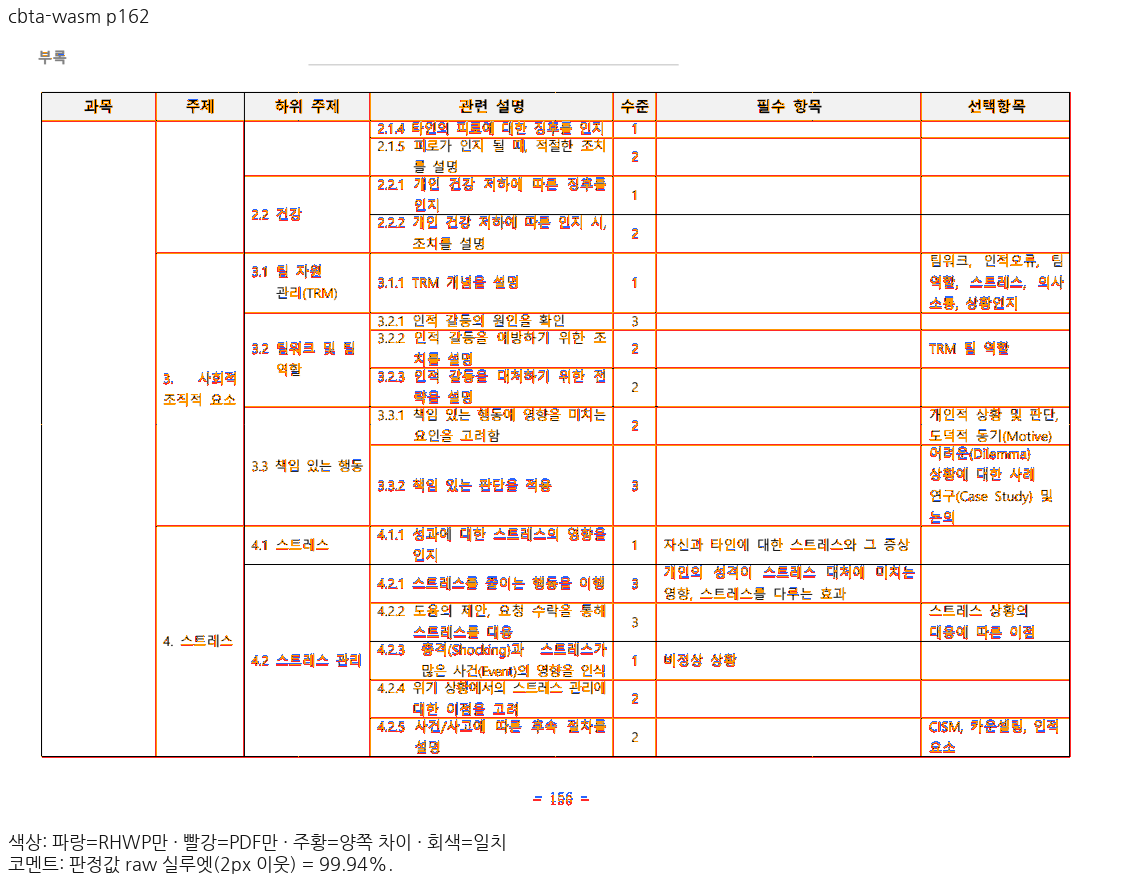 cbta-wasm p162
부록
과목 주제 하위 주제 관련 설명 수준 필수 항목 선택항목
2.1.4 타인의 피로에 대한 징후를 인지 1
2.1.5 피로가 인지 될 때, 적절한 조치
를 설명 2
2.2 건강
2.2.1 개인 건강 저하에 따른 징후를
인지 1
2.2.2 개인 건강 저하에 따른 인지 시,
조치를 설명 2
3. 사회적
조직적 요소
3.1 팀 자원
관리(TRM)
3.1.1 TRM 개념을 설명 1
팀워크, 인적오류, 팀
역할, 스트레스, 의사
소통, 상황인지
3.2 팀워크 및 팀
역할
3.2.1 인적 갈등의 원인을 확인 3
3.2.2 인적 갈등을 예방하기 위한 조
치를 설명 2
TRM 팀 역할
3.2.3 인적 갈등을 대처하기 위한 전
략을 설명 2
3.3 책임 있는 행동
3.3.1 책임 있는 행동에 영향을 미치는
요인을 고려함 2
개인적 상황 및 판단,
도덕적 동기(Motive)
3.3.2 책임 있는 판단을 적용 3
어려운(Dilemma)
상황에 대한 사례
연구(Case Study) 및
논의
4. 스트레스
4.1 스트레스
4.1.1 성과에 대한 스트레스의 영향을
인지 1
자신과 타인에 대한 스트레스와 그 증상
4.2 스트레스 관리
4.2.1 스트레스를 줄이는 행동을 이행 3
개인의 성격이 스트레스 대처에 미치는
영향, 스트레스를 다루는 효과
4.2.2 도움의 제안, 요청 수락을 통해
스트레스를 대응 3
스트레스 상황의
대응에 따른 이점
4.2.3 충격(Shocking)과 스트레스가
많은 사건(Event)의 영향을 인식 1
비정상 상황
4.2.4 위기 상황에서의 스트레스 관리에
대한 이점을 고려 2
4.2.5 사건/사고에 따른 후속 절차를
설명 2
CISM, 카운셀링, 인적
요소
- 156 -
색상: 파랑=RHWP만 · 빨강=PDF만 · 주황=양쪽 차이 · 회색=일치
코멘트: 판정값 raw 실루엣(2px 이웃) = 99.94%.